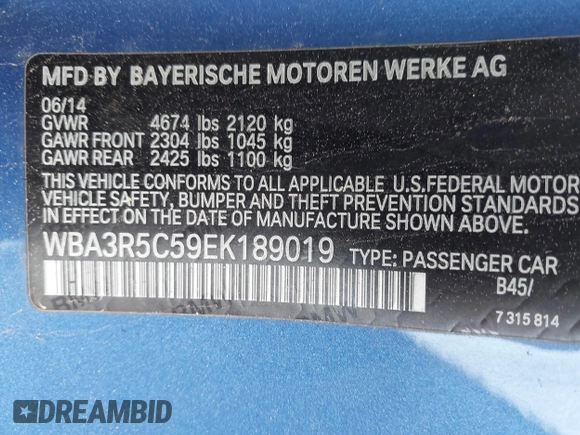 MFD BY BAYERISCHE MOTOREN WERKE AG
06/14
GVWR 4674 lbs 2120 kg
GAWR FRONT 2304 lbs 1045 kg
GAWR REAR 2425 lbs 1100 kg
THIS VEHICLE CONFORMS TO ALL APPLICABLE U.S.FEDERAL MOTOR
VEHICLE SAFETY, BUMPER AND THEFT PREVENTION STANDARDS
IN EFFECT ON THE DATE OF MANUFACTURE SHOWN ABOVE.
WBA3R5C59EK189019 TYPE: PASSENGER CAR
B45/
7 315 814
DREAMBID